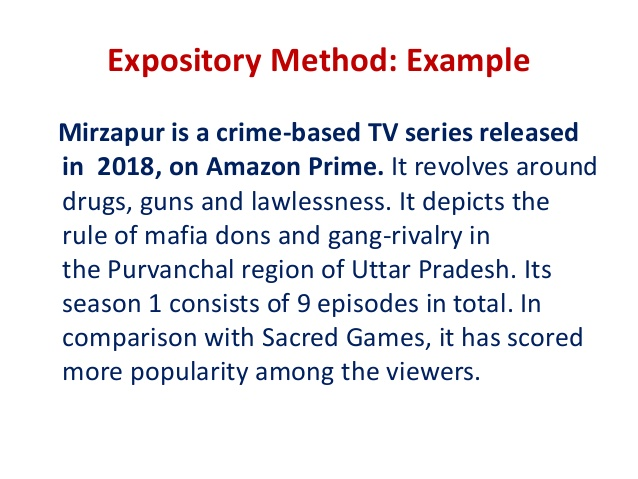 Expository Method: Example
Mirzapur is a crime-based TV series released
in  2018, on Amazon Prime. It revolves around
drugs, guns and lawlessness. It depicts the
rule of mafia dons and gang-rivalry in
the Purvanchal region of Uttar Pradesh. Its
season 1 consists of 9 episodes in total. In
comparison with Sacred Games, it has scored
more popularity among the viewers.